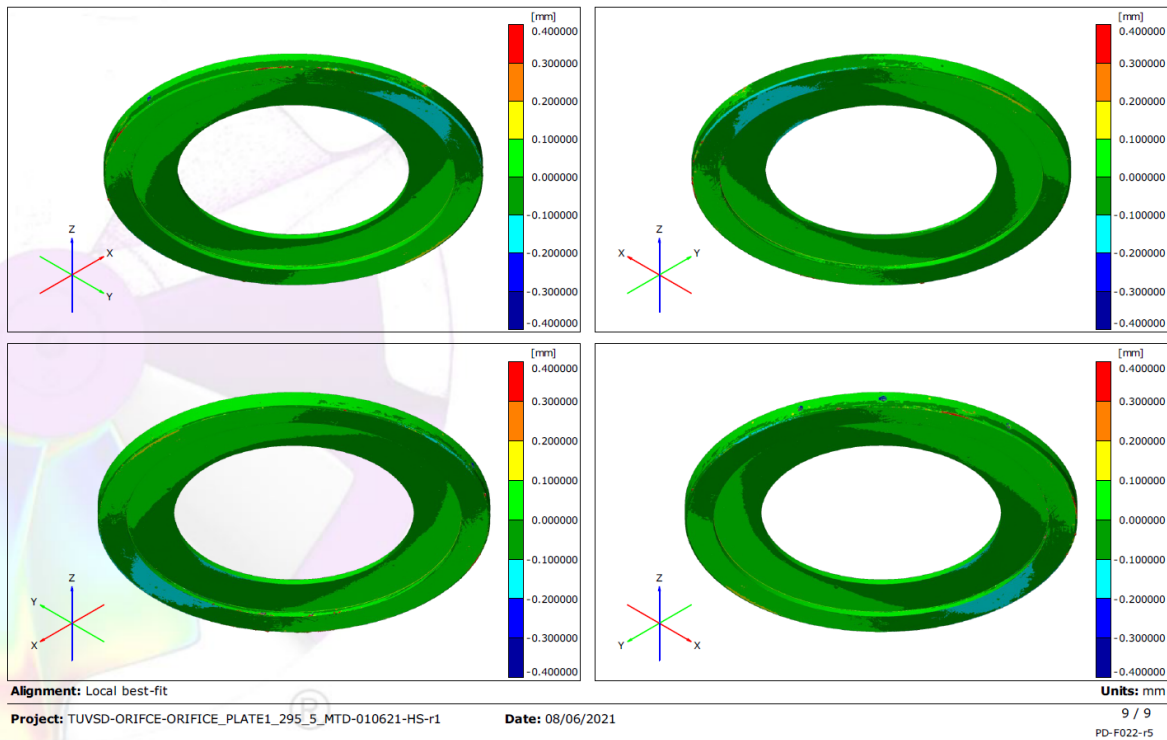 [mm]
0.400000
0.300000
0.200000
0.100000
0.000000
-0.100000
-0.200000
-0.300000
-0.400000
Z
X
Y
[mm]
0.400000
0.300000
0.200000
0.100000
0.000000
-0.100000
-0.200000
-0.300000
-0.400000
Z
X
Y
[mm]
0.400000
0.300000
0.200000
0.100000
0.000000
-0.100000
-0.200000
-0.300000
-0.400000
Z
Y
X
[mm]
0.400000
0.300000
0.200000
0.100000
0.000000
-0.100000
-0.200000
-0.300000
-0.400000
Z
Y
X
Alignment: Local best-fit
Units: mm
Project: TUVSD-ORIFCE-ORIFICE_PLATE1_295_5_MTD-010621-HS-r1 Date: 08/06/2021
9 / 9
PD-F022-r5
®